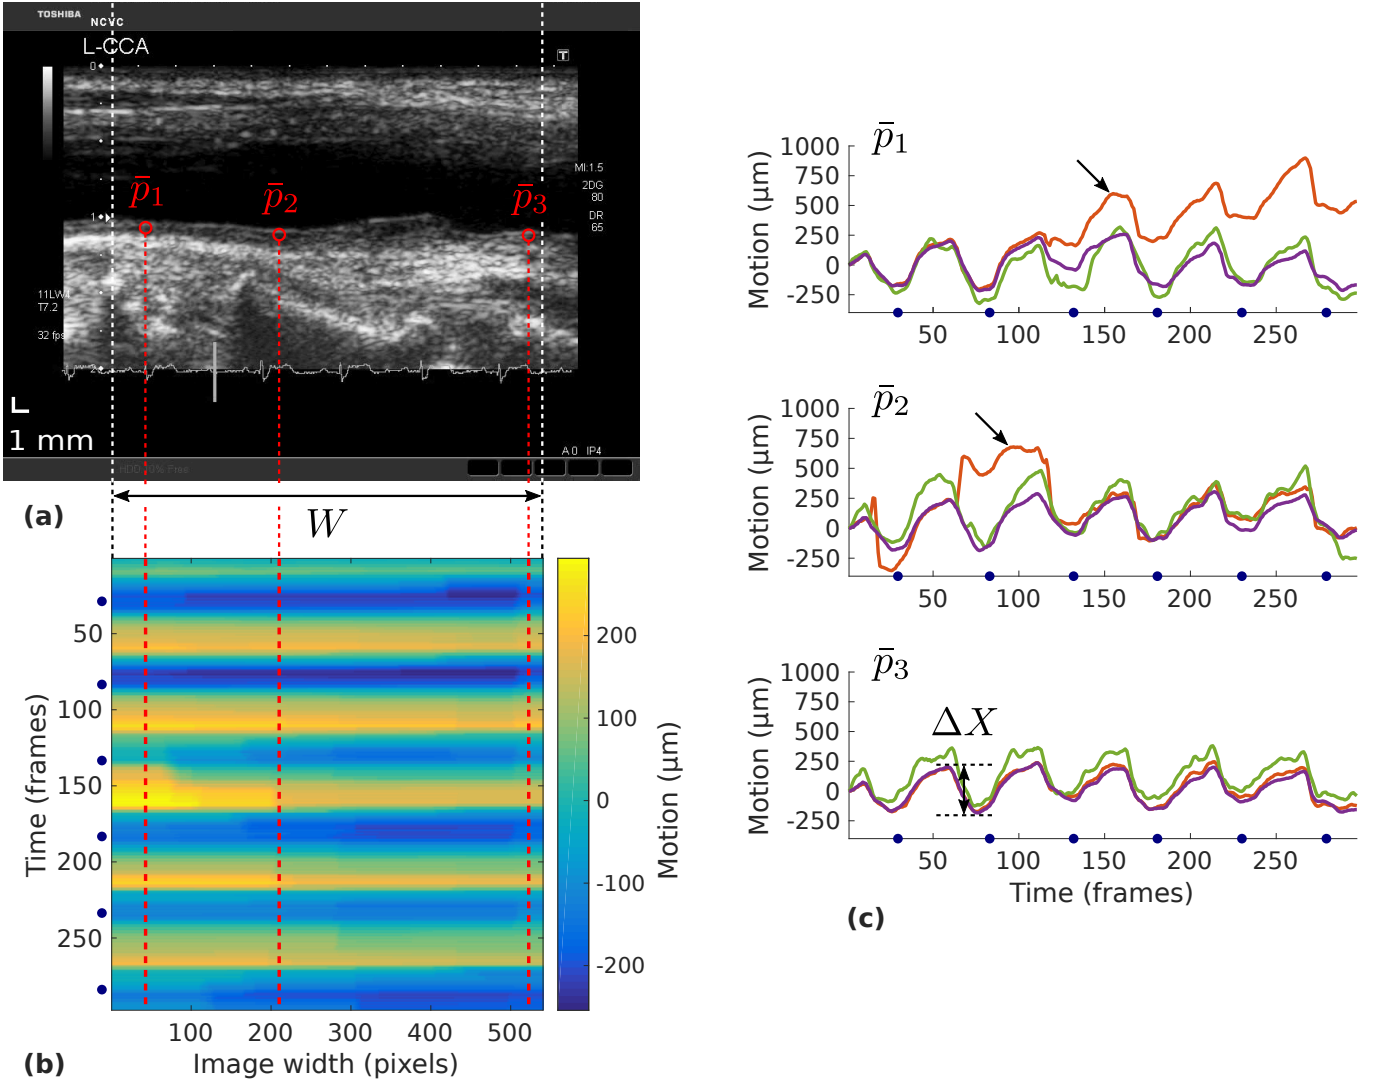 TOSHIBA
NCVC
L-CCA
T
0
MI:1.5
2DG
80
DR
65
1
p̄1
p̄2
p̄3
T7.2
32 fps
2
1 mm
A 0 IP4
HDD 0% Free
(a)
W
50
100
150
200
250
Time (frames)
100 200 300 400 500
Image width (pixels)
200
100
0
-100
-200
Motion (µm)
(b)
p̄1
1000
750
500
250
0
-250
Motion (µm)
50 100 150 200 250
p̄2
1000
750
500
250
0
-250
Motion (µm)
50 100 150 200 250
p̄3
1000
750
500
250
0
-250
Motion (µm)
ΔX
50 100 150 200 250
Time (frames)
(c)